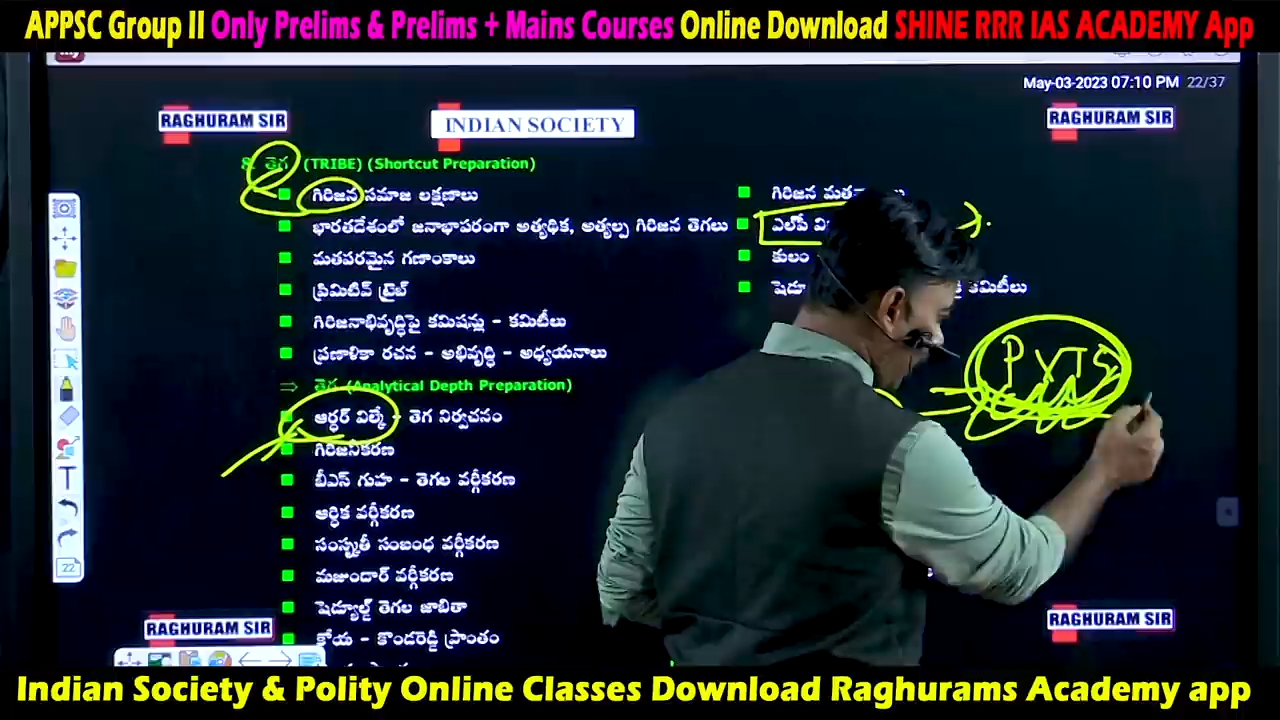 APPSC Group II Only Prelims & Prelims + Mains Courses Online Download SHINE RRR IAS ACADEMY App
May-03-2023 07:10 PM 22/37
RAGHURAM SIR
INDIAN SOCIETY
RAGHURAM SIR
8. తెగ (TRIBE) (Shortcut Preparation)
గిరిజన సమాజ లక్షణాలు
భారతదేశంలో జనాభాపరంగా అత్యధిక, అత్యల్ప గిరిజన తెగలు
మతపరమైన గణాంకాలు
ప్రిమిటివ్ ట్రైబ్
గిరిజనాభివృద్ధిపై కమిషన్లు - కమిటీలు
ప్రణాళికా రచన - అభివృద్ధి - అధ్యయనాలు
గిరిజన
ఎల్‌పీ
కులం
కమిటీలు
PVTS
⇒ తెగ (Analytical Depth Preparation)
ఆర్థర్ విల్కే - తెగ నిర్వచనం
గిరిజనీకరణ
బీఎస్ గుహ - తెగల వర్గీకరణ
ఆర్థిక వర్గీకరణ
సంస్కృతీ సంబంధ వర్గీకరణ
మజుందార్ వర్గీకరణ
షెడ్యూల్డ్ తెగల జాబితా
కోయ - కొండరెడ్డి ప్రాంతం
22
RAGHURAM SIR
RAGHURAM SIR
Indian Society & Polity Online Classes Download Raghurams Academy app